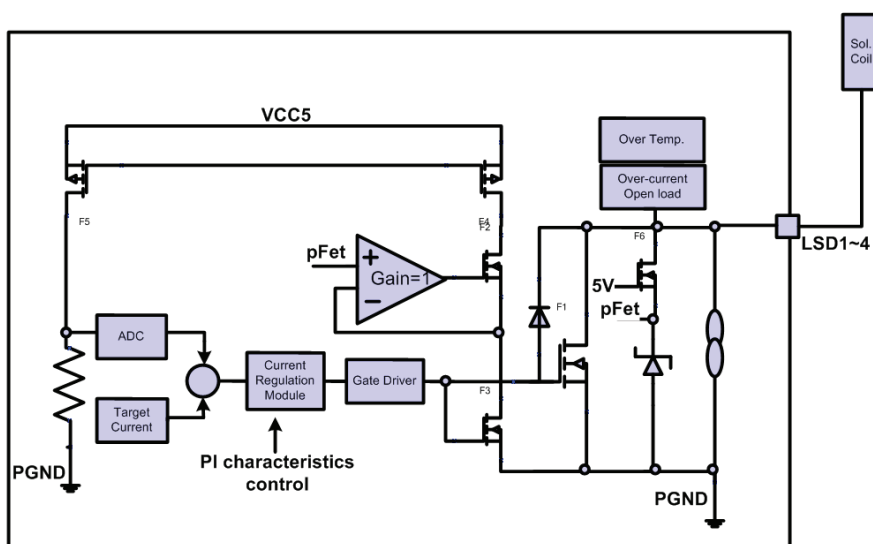 Sol.
Coil
VCC5
Over Temp.
Over-current
Open load
F5
F4
F2
F6
LSD1~4
pFet
+
Gain=1
−
5V
pFet
F1
ADC
Current
Regulation
Module
Gate Driver
F3
Target
Current
PI characteristics
control
PGND
PGND